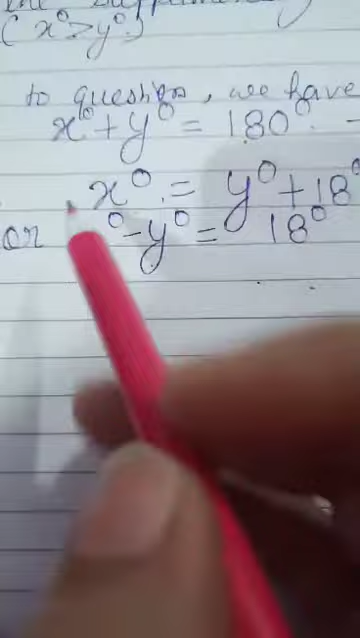 (x°>y°)
to question, we have
x°+y° = 180° -
x° = y°+18°
or °-y° = 18°